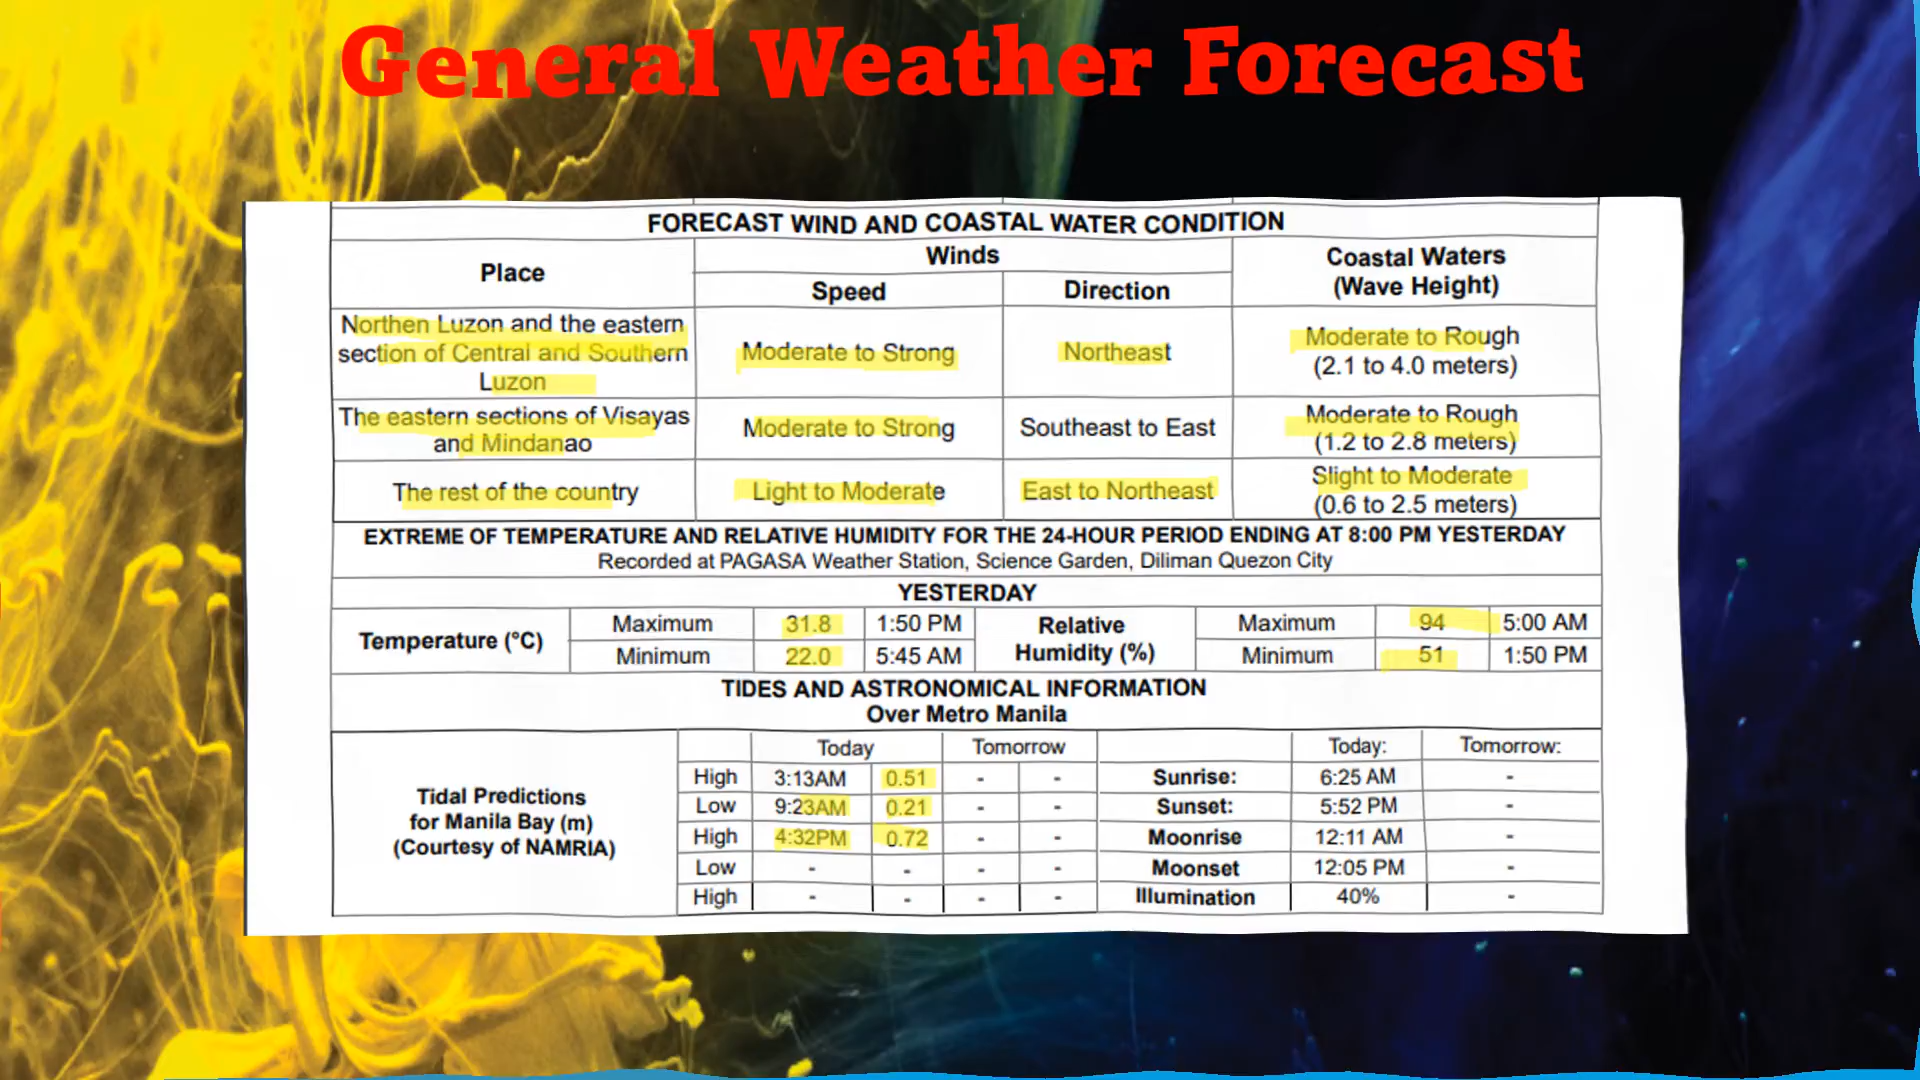 General Weather Forecast
FORECAST WIND AND COASTAL WATER CONDITION
Place
Winds
Coastal Waters
(Wave Height)
Speed
Direction
Northen Luzon and the eastern
section of Central and Southern
Luzon
Moderate to Strong
Northeast
Moderate to Rough
(2.1 to 4.0 meters)
The eastern sections of Visayas
and Mindanao
Moderate to Strong
Southeast to East
Moderate to Rough
(1.2 to 2.8 meters)
The rest of the country
Light to Moderate
East to Northeast
Slight to Moderate
(0.6 to 2.5 meters)
EXTREME OF TEMPERATURE AND RELATIVE HUMIDITY FOR THE 24-HOUR PERIOD ENDING AT 8:00 PM YESTERDAY
Recorded at PAGASA Weather Station, Science Garden, Diliman Quezon City
YESTERDAY
Temperature (°C)
Maximum 31.8 1:50 PM
Minimum 22.0 5:45 AM
Relative
Humidity (%)
Maximum 94 5:00 AM
Minimum 51 1:50 PM
TIDES AND ASTRONOMICAL INFORMATION
Over Metro Manila
Tidal Predictions
for Manila Bay (m)
(Courtesy of NAMRIA)
Today Tomorrow
High 3:13AM 0.51 - -
Low 9:23AM 0.21 - -
High 4:32PM 0.72 - -
Low - - - -
High - - - -
Today: Tomorrow:
Sunrise: 6:25 AM -
Sunset: 5:52 PM -
Moonrise 12:11 AM -
Moonset 12:05 PM -
Illumination 40% -